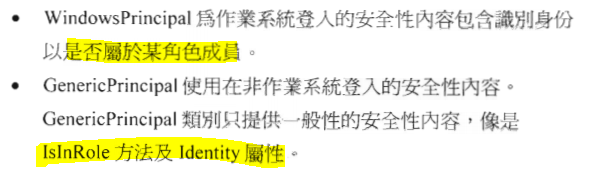 • WindowsPrincipal 為作業系統登入的安全性內容包含識別身份
以是否屬於某角色成員。
• GenericPrincipal 使用在非作業系統登入的安全性內容。
GenericPrincipal 類別只提供一般性的安全性內容，像是
IsInRole 方法及 Identity 屬性。